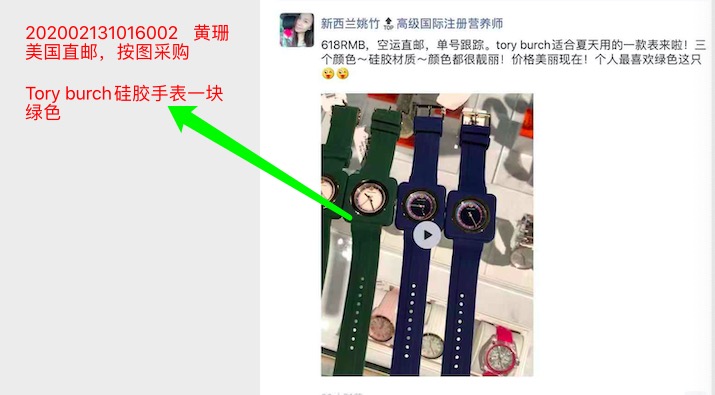 202002131016002 黄珊
美国直邮，按图采购
Tory burch硅胶手表一块
绿色
新西兰姚竹🔝高级国际注册营养师
618RMB，空运直邮，单号跟踪。tory burch适合夏天用的一款表来啦！三
个颜色～硅胶材质～颜色都很靓丽！价格美丽现在！个人最喜欢绿色这只
😲😲